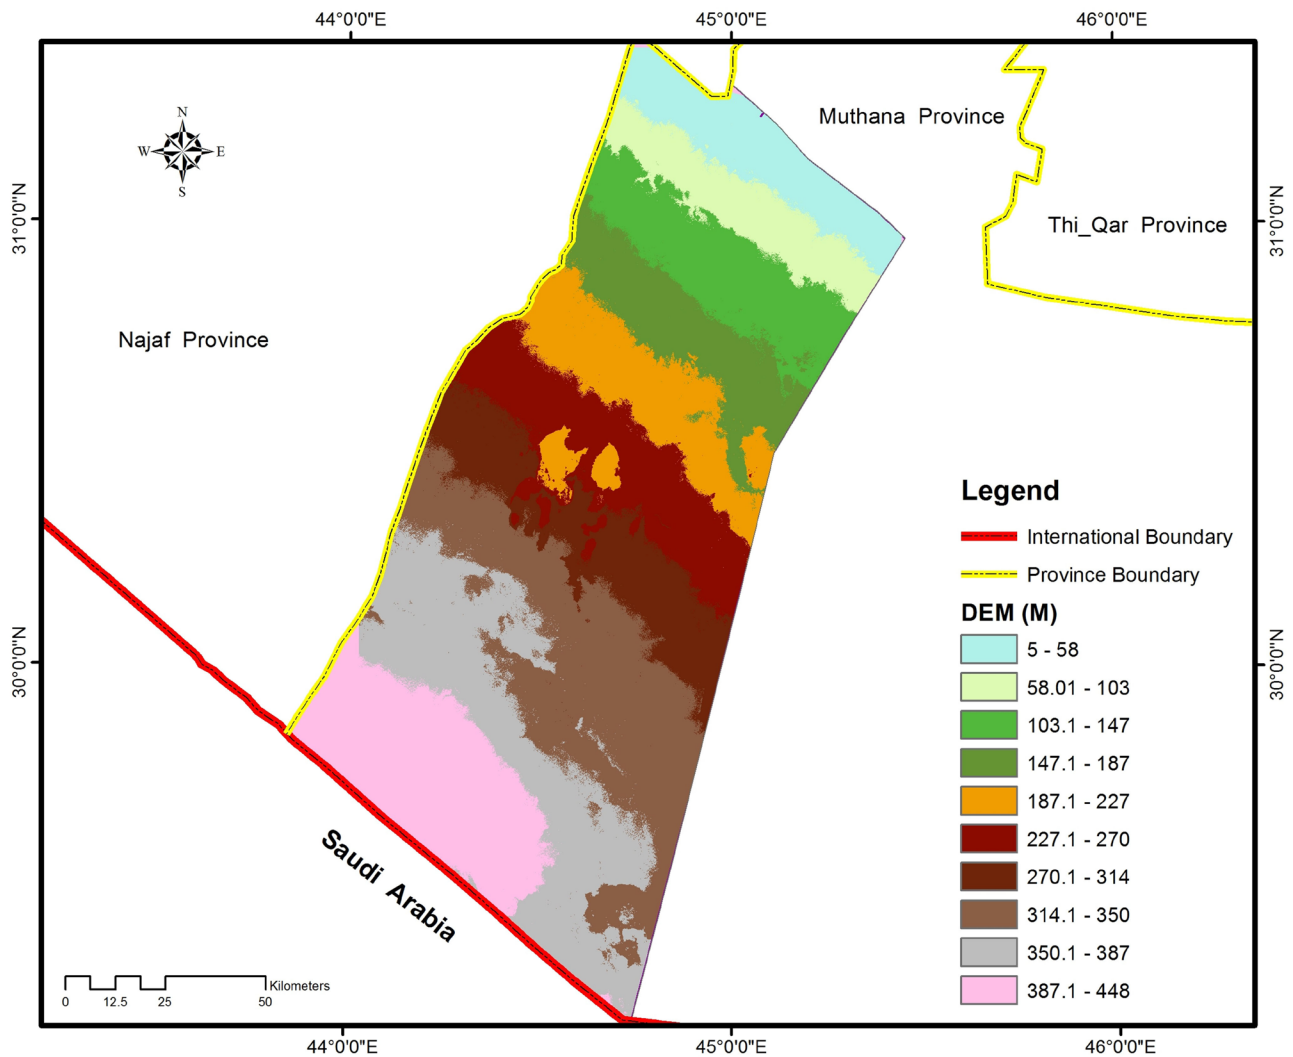 44°0'0"E 45°0'0"E 46°0'0"E
N
W E
S
Muthana Province
Thi_Qar Province
31°0'0"N 31°0'0"N
Najaf Province
Legend
International Boundary
Province Boundary
DEM (M)
5 - 58
58.01 - 103
103.1 - 147
147.1 - 187
187.1 - 227
227.1 - 270
270.1 - 314
314.1 - 350
350.1 - 387
387.1 - 448
30°0'0"N 30°0'0"N
Saudi Arabia
Kilometers
0 12.5 25 50
44°0'0"E 45°0'0"E 46°0'0"E